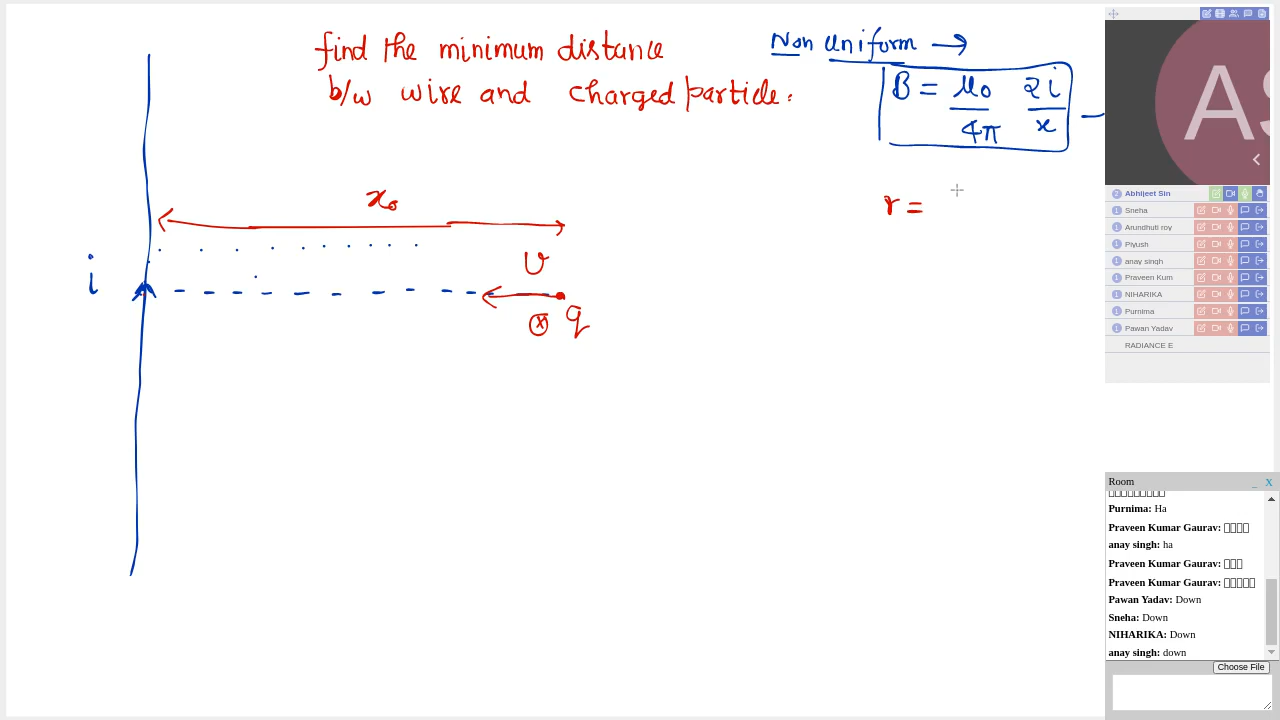 find the minimum distance
b/w wire and charged particle.
Non uniform →
B = μ₀ 2i
4π x
x₀
r =
i
v
q
AS
Abhijeet Sin
Sneha
Arundhuti roy
Piyush
anay singh
Praveen Kum
NIHARIKA
Purnima
Pawan Yadav
RADIANCE E
Room _ X
Purnima: Ha
Praveen Kumar Gaurav: □□□□
anay singh: ha
Praveen Kumar Gaurav: □□□
Praveen Kumar Gaurav: □□□□□
Pawan Yadav: Down
Sneha: Down
NIHARIKA: Down
anay singh: down
Choose File